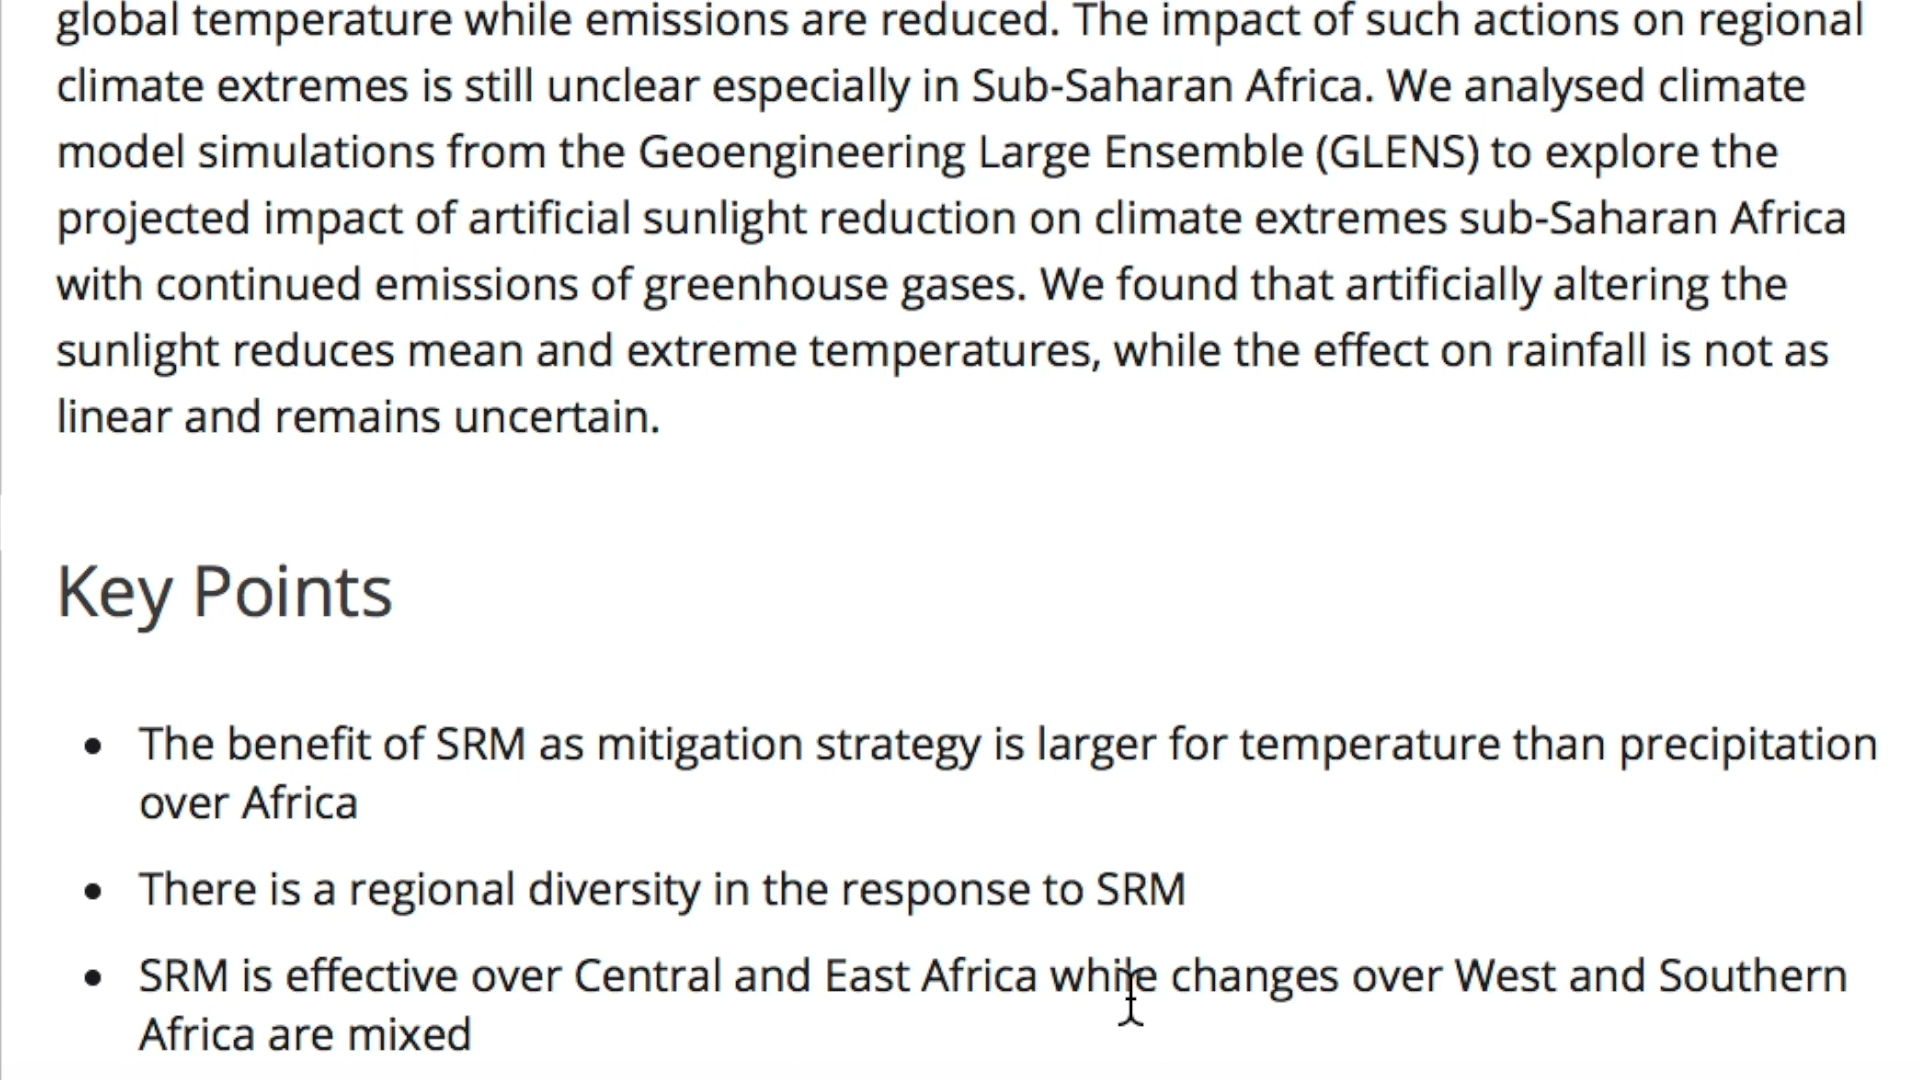 global temperature while emissions are reduced. The impact of such actions on regional
climate extremes is still unclear especially in Sub-Saharan Africa. We analysed climate
model simulations from the Geoengineering Large Ensemble (GLENS) to explore the
projected impact of artificial sunlight reduction on climate extremes sub-Saharan Africa
with continued emissions of greenhouse gases. We found that artificially altering the
sunlight reduces mean and extreme temperatures, while the effect on rainfall is not as
linear and remains uncertain.
Key Points
• The benefit of SRM as mitigation strategy is larger for temperature than precipitation
over Africa
• There is a regional diversity in the response to SRM
• SRM is effective over Central and East Africa while changes over West and Southern
Africa are mixed